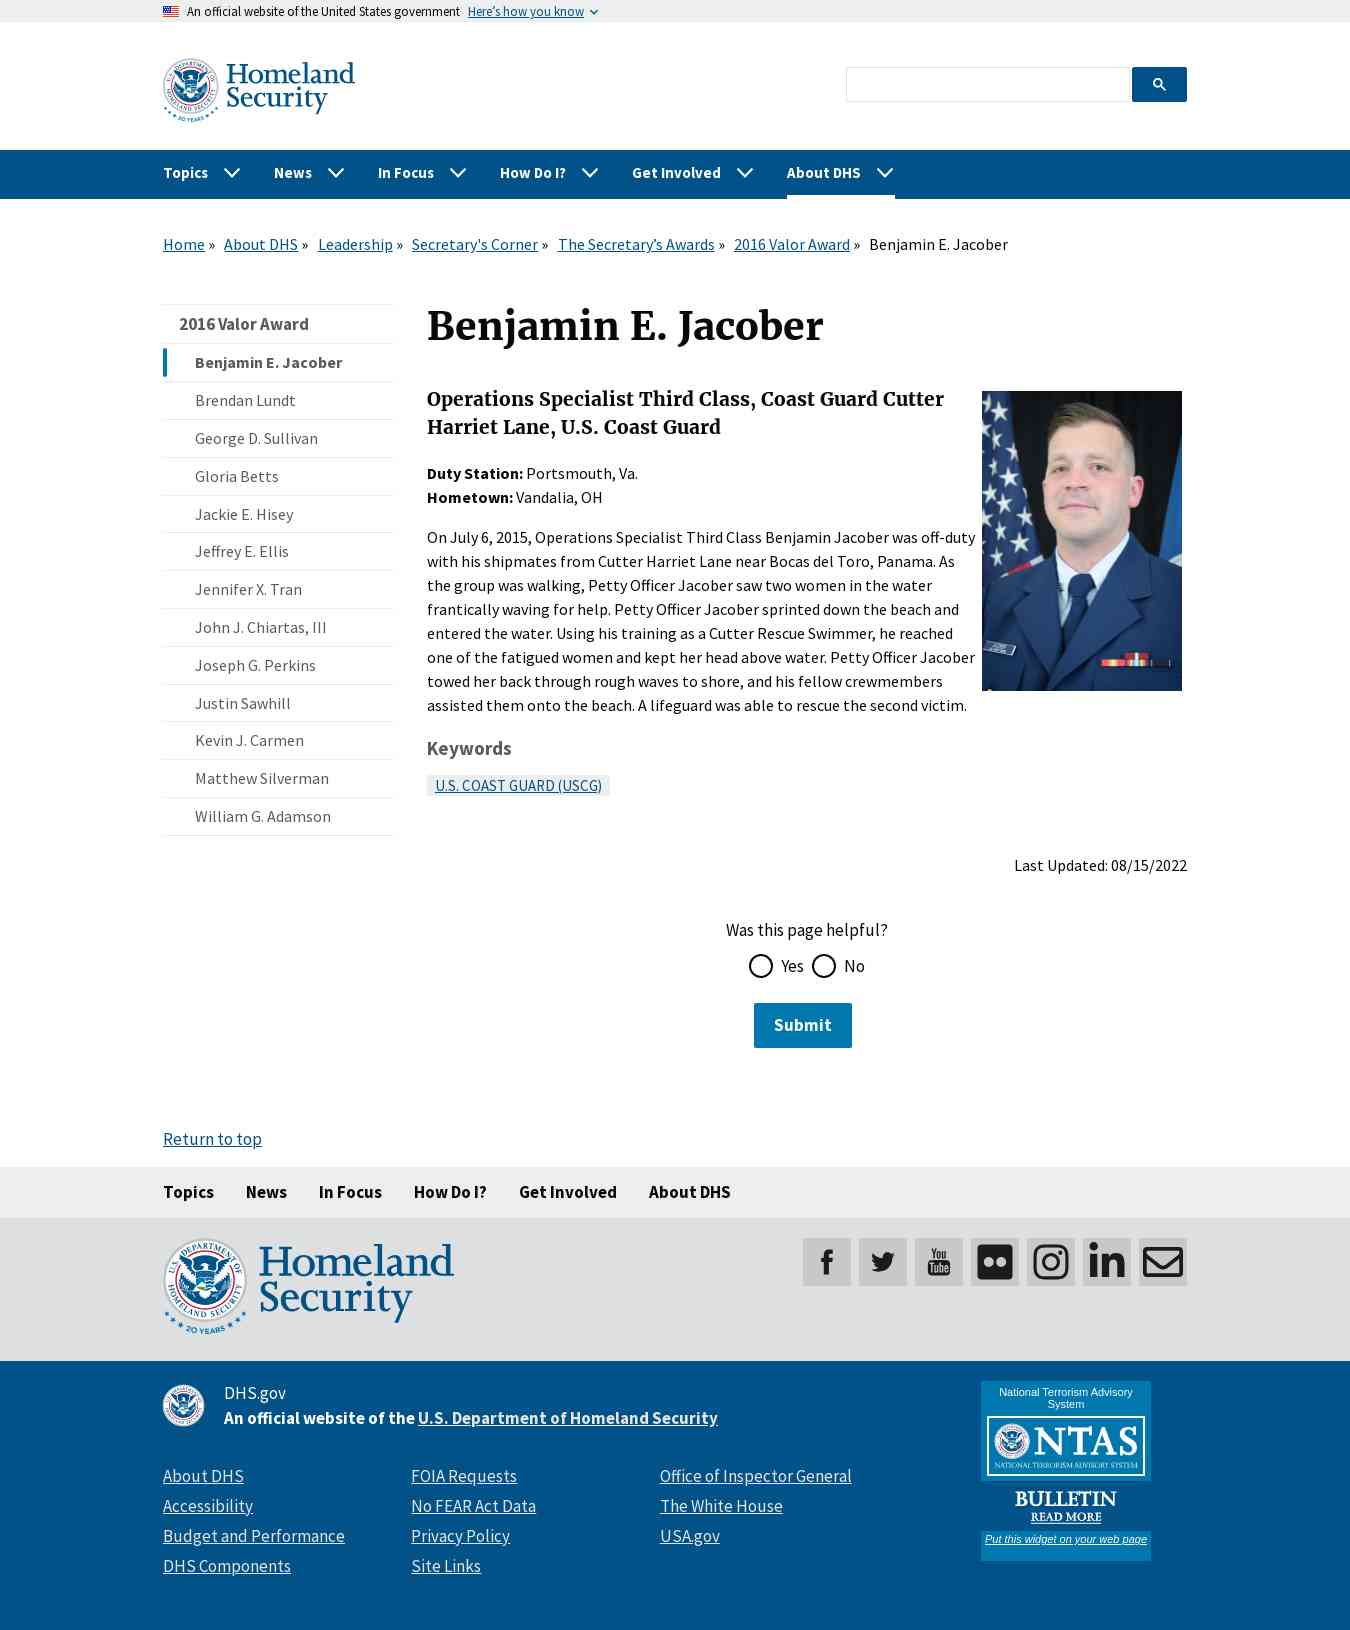 An official website of the United States government Here's how you know
Homeland
Security
20 YEARS
Topics News In Focus How Do I? Get Involved About DHS
Home » About DHS » Leadership » Secretary's Corner » The Secretary’s Awards » 2016 Valor Award » Benjamin E. Jacober
2016 Valor Award
Benjamin E. Jacober
Brendan Lundt
George D. Sullivan
Gloria Betts
Jackie E. Hisey
Jeffrey E. Ellis
Jennifer X. Tran
John J. Chiartas, III
Joseph G. Perkins
Justin Sawhill
Kevin J. Carmen
Matthew Silverman
William G. Adamson
Benjamin E. Jacober
Operations Specialist Third Class, Coast Guard Cutter
Harriet Lane, U.S. Coast Guard
Duty Station: Portsmouth, Va.
Hometown: Vandalia, OH
On July 6, 2015, Operations Specialist Third Class Benjamin Jacober was off-duty
with his shipmates from Cutter Harriet Lane near Bocas del Toro, Panama. As
the group was walking, Petty Officer Jacober saw two women in the water
frantically waving for help. Petty Officer Jacober sprinted down the beach and
entered the water. Using his training as a Cutter Rescue Swimmer, he reached
one of the fatigued women and kept her head above water. Petty Officer Jacober
towed her back through rough waves to shore, and his fellow crewmembers
assisted them onto the beach. A lifeguard was able to rescue the second victim.
Keywords
U.S. COAST GUARD (USCG)
Last Updated: 08/15/2022
Was this page helpful?
Yes No
Submit
Return to top
Topics News In Focus How Do I? Get Involved About DHS
U.S. DEPARTMENT OF
HOMELAND SECURITY
20 YEARS
Homeland
Security
You
Tube
in
DHS.gov
An official website of the U.S. Department of Homeland Security
About DHS
Accessibility
Budget and Performance
DHS Components
FOIA Requests
No FEAR Act Data
Privacy Policy
Site Links
Office of Inspector General
The White House
USA.gov
National Terrorism Advisory
System
NTAS
NATIONAL TERRORISM ADVISORY SYSTEM
BULLETIN
READ MORE
Put this widget on your web page